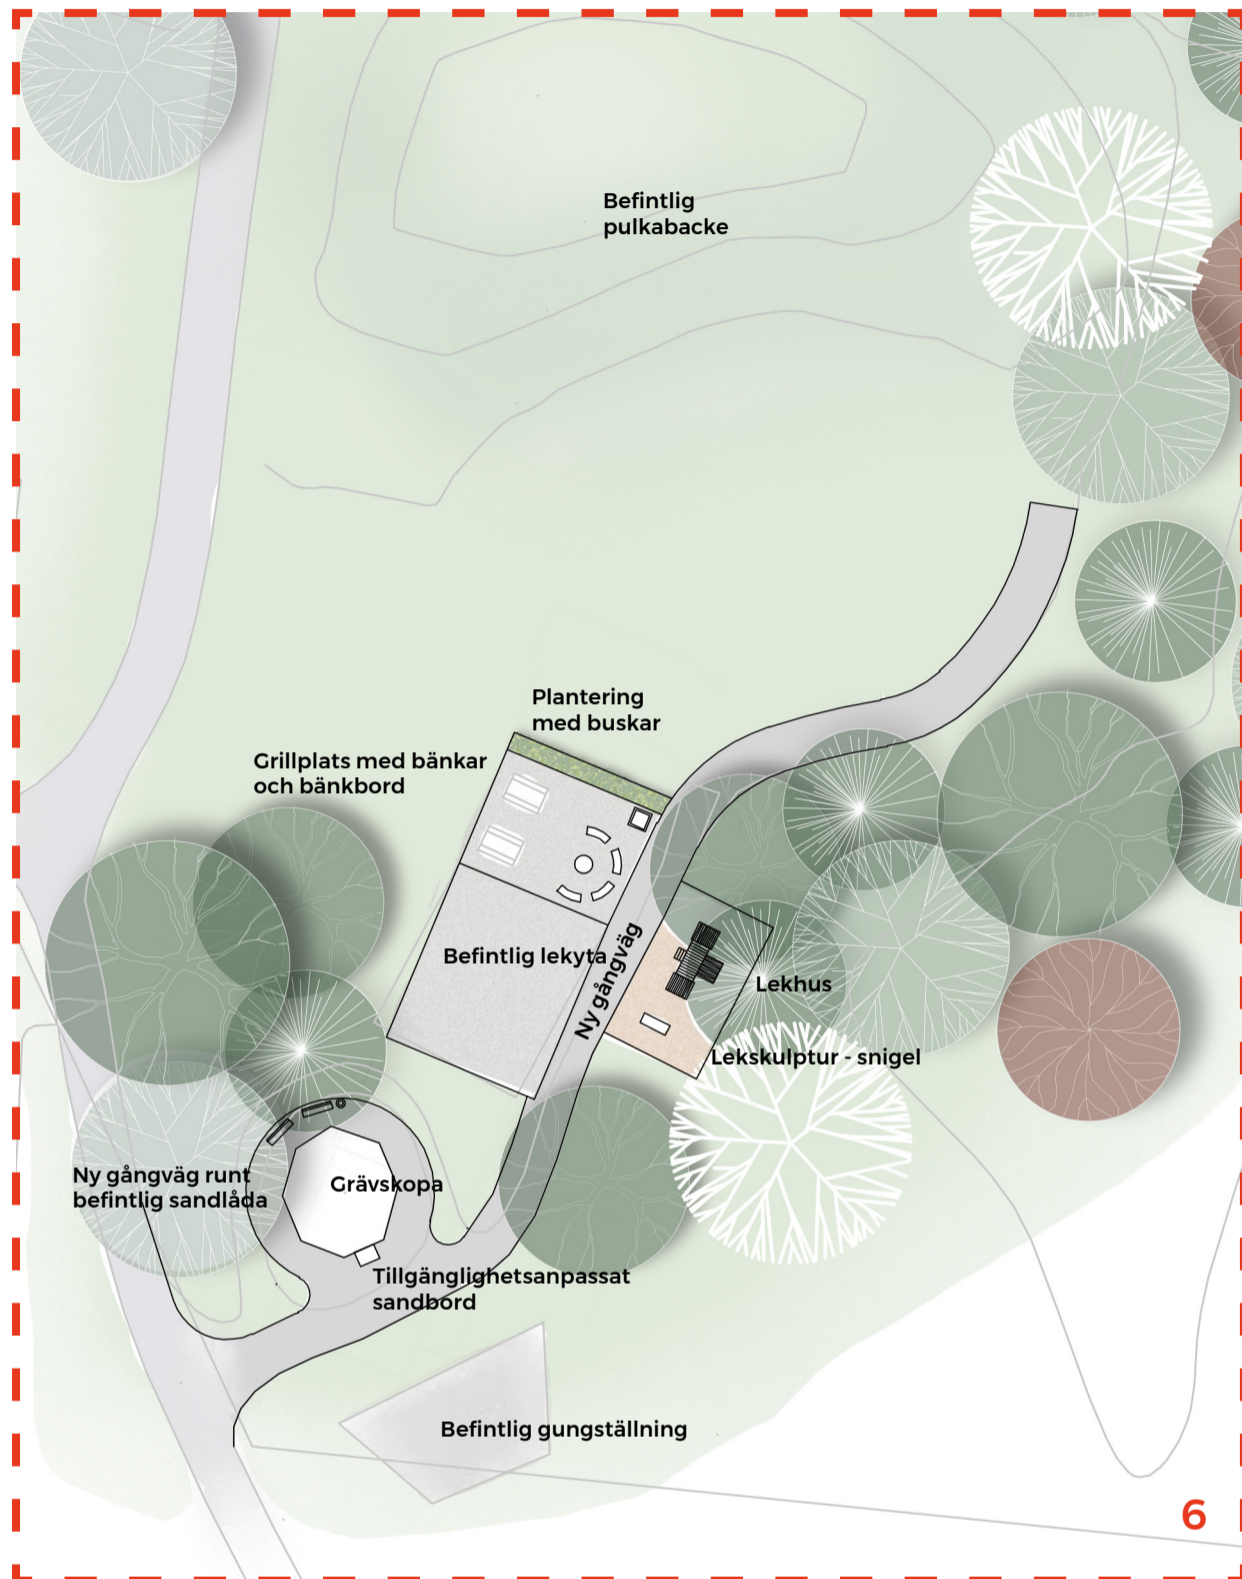 Befintlig
pulkabacke
Plantering
med buskar
Grillplats med bänkar
och bänkbord
Befintlig lekyta
Ny gångväg
Lekhus
Lekskulptur - snigel
Ny gångväg runt
befintlig sandlåda
Grävskopa
Tillgänglighetsanpassat
sandbord
Befintlig gungställning
6